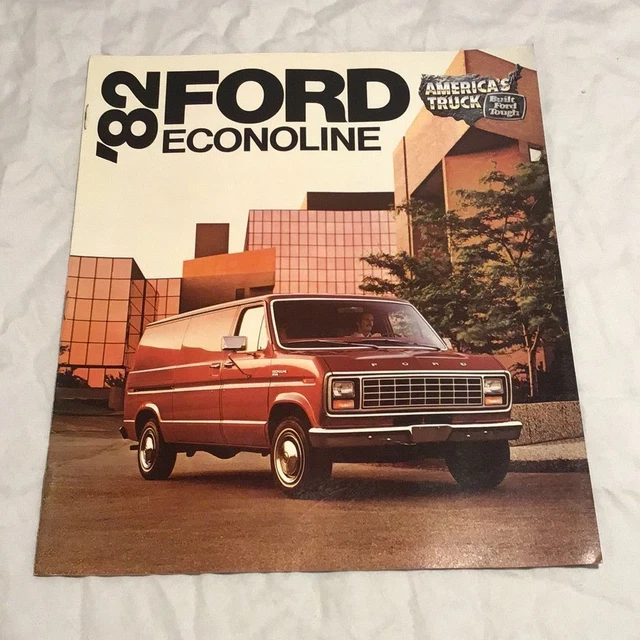 '82 FORD
ECONOLINE
AMERICA'S
TRUCK
Built
Ford
Tough
FORD